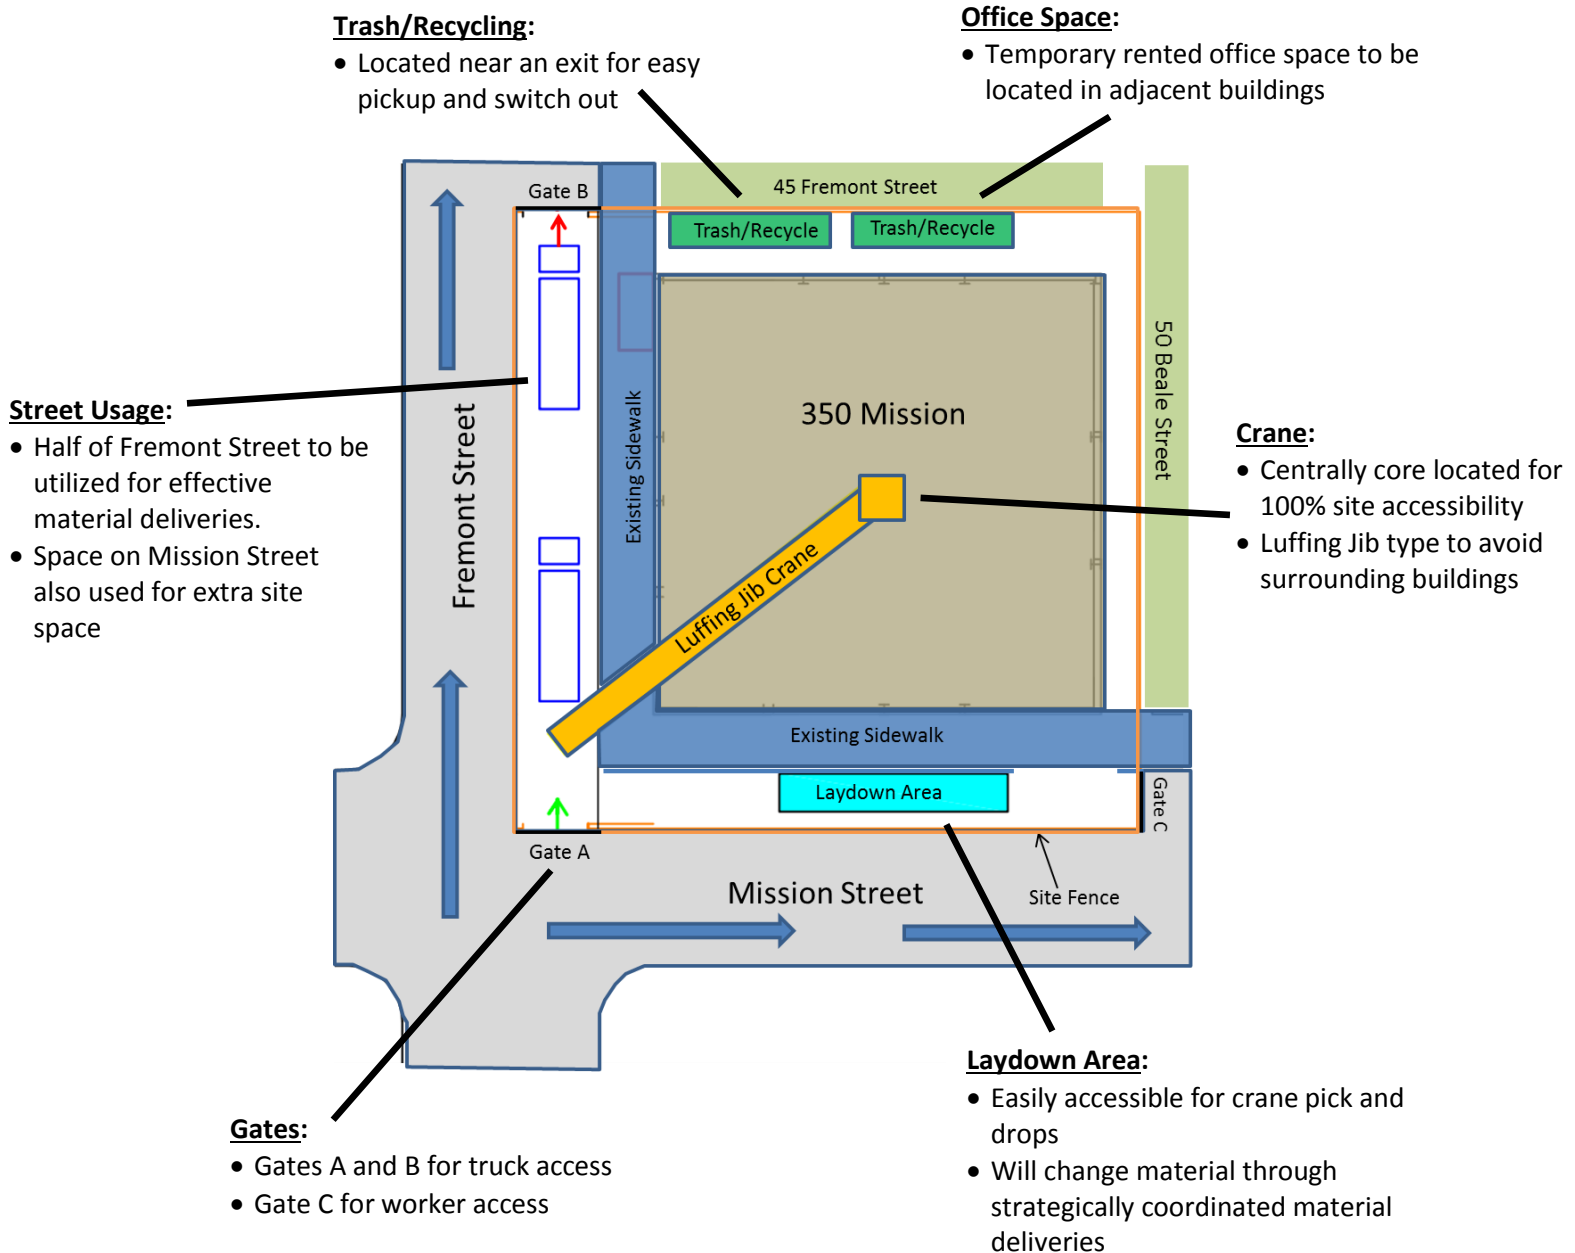 Trash/Recycling:
• Located near an exit for easy
pickup and switch out
Office Space:
• Temporary rented office space to be
located in adjacent buildings
Gate B
45 Fremont Street
Trash/Recycle
Trash/Recycle
50 Beale Street
350 Mission
Existing Sidewalk
Fremont Street
Street Usage:
• Half of Fremont Street to be
utilized for effective
material deliveries.
• Space on Mission Street
also used for extra site
space
Crane:
• Centrally core located for
100% site accessibility
• Luffing Jib type to avoid
surrounding buildings
Luffing Jib Crane
Existing Sidewalk
Laydown Area
Gate C
Gate A
Mission Street
Site Fence
Gates:
• Gates A and B for truck access
• Gate C for worker access
Laydown Area:
• Easily accessible for crane pick and
drops
• Will change material through
strategically coordinated material
deliveries